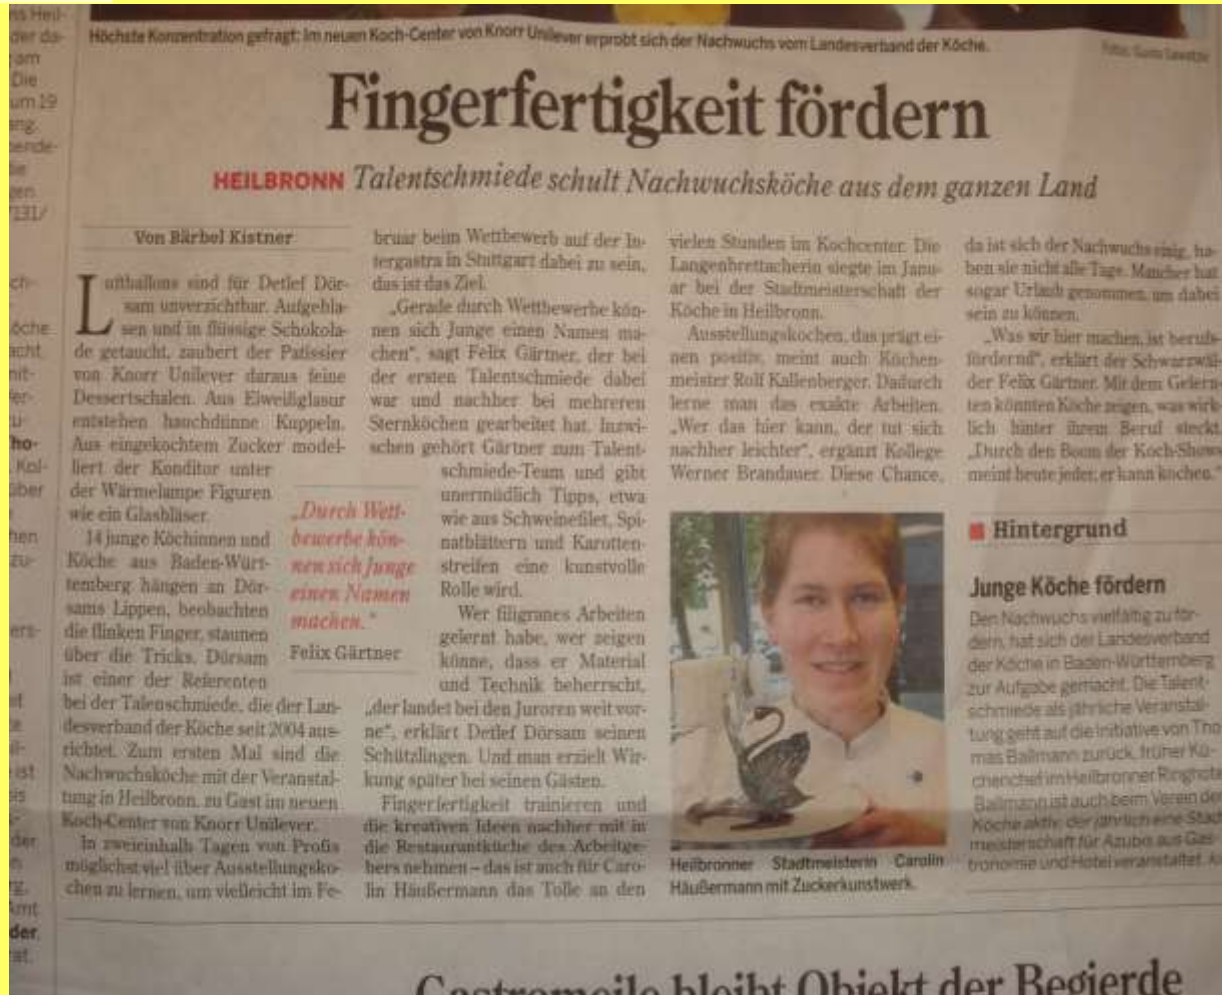 Höchste Konzentration gefragt: Im neuen Koch-Center von Knorr Unilever erprobt sich der Nachwuchs vom Landesverband der Köche.
Fingerfertigkeit fördern
HEILBRONN Talentschmiede schult Nachwuchsköche aus dem ganzen Land
Von Bärbel Kistner
Luftballons sind für Detlef Dör-
sam unverzichtbar. Aufgebla-
sen und in flüssige Schokola-
de getaucht, zaubert der Patissier
von Knorr Unilever daraus feine
Dessertschalen. Aus Eiweißglasur
entstehen hauchdünne Kuppeln.
Aus eingekochtem Zucker model-
liert der Konditor unter
der Wärmelampe Figuren
wie ein Glasbläser.
14 junge Köchinnen und
Köche aus Baden-Würt-
temberg hängen an Dör-
sams Lippen, beobachten
die flinken Finger, staunen
über die Tricks. Dörsam
ist einer der Referenten
bei der Talenschmiede, die der Lan-
desverband der Köche seit 2004 aus-
richtet. Zum ersten Mal sind die
Nachwuchsköche mit der Veranstal-
tung in Heilbronn, zu Gast im neuen
Koch-Center von Knorr Unilever.
In zweieinhalb Tagen von Profis
möglichst viel über Ausstellungsko-
chen zu lernen, um vielleicht im Fe-
bruar beim Wettbewerb auf der In-
tergastra in Stuttgart dabei zu sein,
das ist das Ziel.
„Gerade durch Wettbewerbe kön-
nen sich Junge einen Namen ma-
chen“, sagt Felix Gärtner, der bei
der ersten Talentschmiede dabei
war und nachher bei mehreren
Sterneköchen gearbeitet hat. Inzwi-
schen gehört Gärtner zum Talent-
schmiede-Team und gibt
unermüdlich Tipps, etwa
wie aus Schweinefilet, Spi-
natblättern und Karotten-
streifen eine kunstvolle
Rolle wird.
Wer filigranes Arbeiten
gelernt habe, wer zeigen
könne, dass er Material
und Technik beherrscht,
„der landet bei den Juroren weit vor-
ne“, erklärt Detlef Dörsam seinen
Schützlingen. Und man erzielt Wir-
kung später bei seinen Gästen.
Fingerfertigkeit trainieren und
die kreativen Ideen nachher mit in
die Restaurantküche des Arbeitge-
bers nehmen – das ist auch für Caro-
lin Häußermann das Tolle an den
„Durch Wett-
bewerbe kön-
nen sich Junge
einen Namen
machen.“
Felix Gärtner
vielen Stunden im Kochcenter. Die
Langenbrettacherin siegte im Janu-
ar bei der Stadtmeisterschaft der
Köche in Heilbronn.
Ausstellungskochen, das prägt ei-
nen positiv, meint auch Küchen-
meister Rolf Kallenberger. Dadurch
lerne man das exakte Arbeiten.
„Wer das hier kann, der tut sich
nachher leichter“, ergänzt Kollege
Werner Brandauer. Diese Chance,
da ist sich der Nachwuchs einig, ha-
ben sie nicht alle Tage. Mancher hat
sogar Urlaub genommen, um dabei
sein zu können.
„Was wir hier machen, ist berufs-
fördernd“, erklärt der Schwarzwäl-
der Felix Gärtner. Mit dem Gelern-
ten könnten Köche zeigen, was wirk-
lich hinter ihrem Beruf steckt.
„Durch den Boom der Koch-Shows
meint heute jeder, er kann kochen.“
Heilbronner Stadtmeisterin Carolin
Häußermann mit Zuckerkunstwerk.
Hintergrund
Junge Köche fördern
Den Nachwuchs vielfältig zu för-
dern, hat sich der Landesverband
der Köche in Baden-Württemberg
zur Aufgabe gemacht. Die Talent-
schmiede als jährliche Veranstal-
tung geht auf die Initiative von Tho
mas Ballmann zurück, früher Kü-
chenchef im Heilbronner Ringhote
Ballmann ist auch beim Verein der
Köche aktiv, der jährlich eine Stadt
meisterschaft für Azubis aus Gas-
tronomie und Hotel veranstaltet.
Gastromeile bleibt Objekt der Begierde